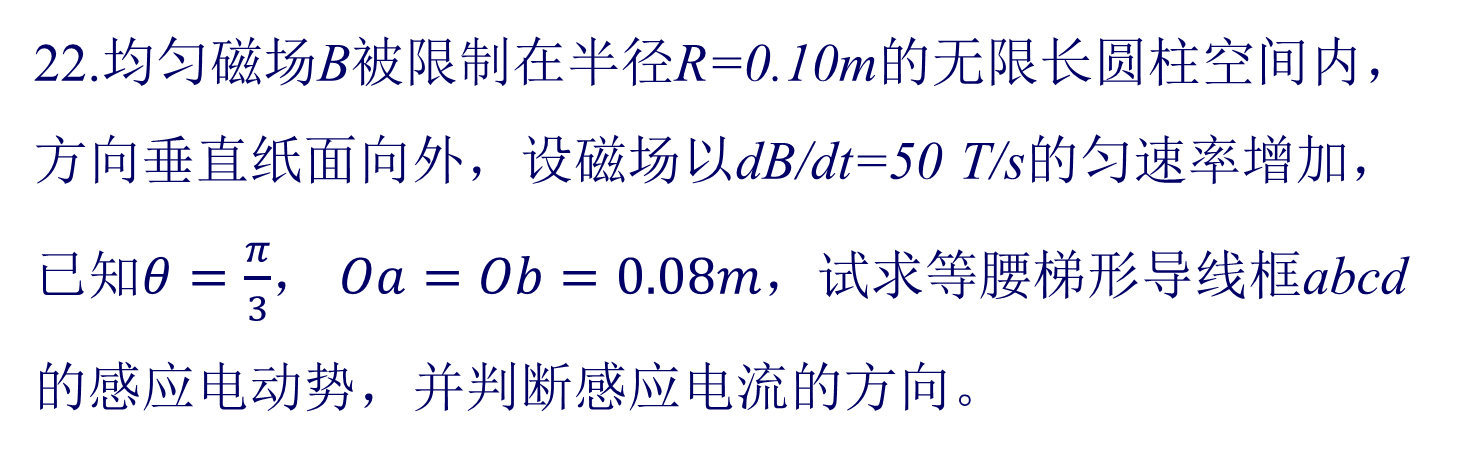 22.均匀磁场B被限制在半径R=0.10m的无限长圆柱空间内，
方向垂直纸面向外，设磁场以dB/dt=50 T/s的匀速率增加，
已知θ = π/3， Oa = Ob = 0.08m，试求等腰梯形导线框abcd
的感应电动势，并判断感应电流的方向。